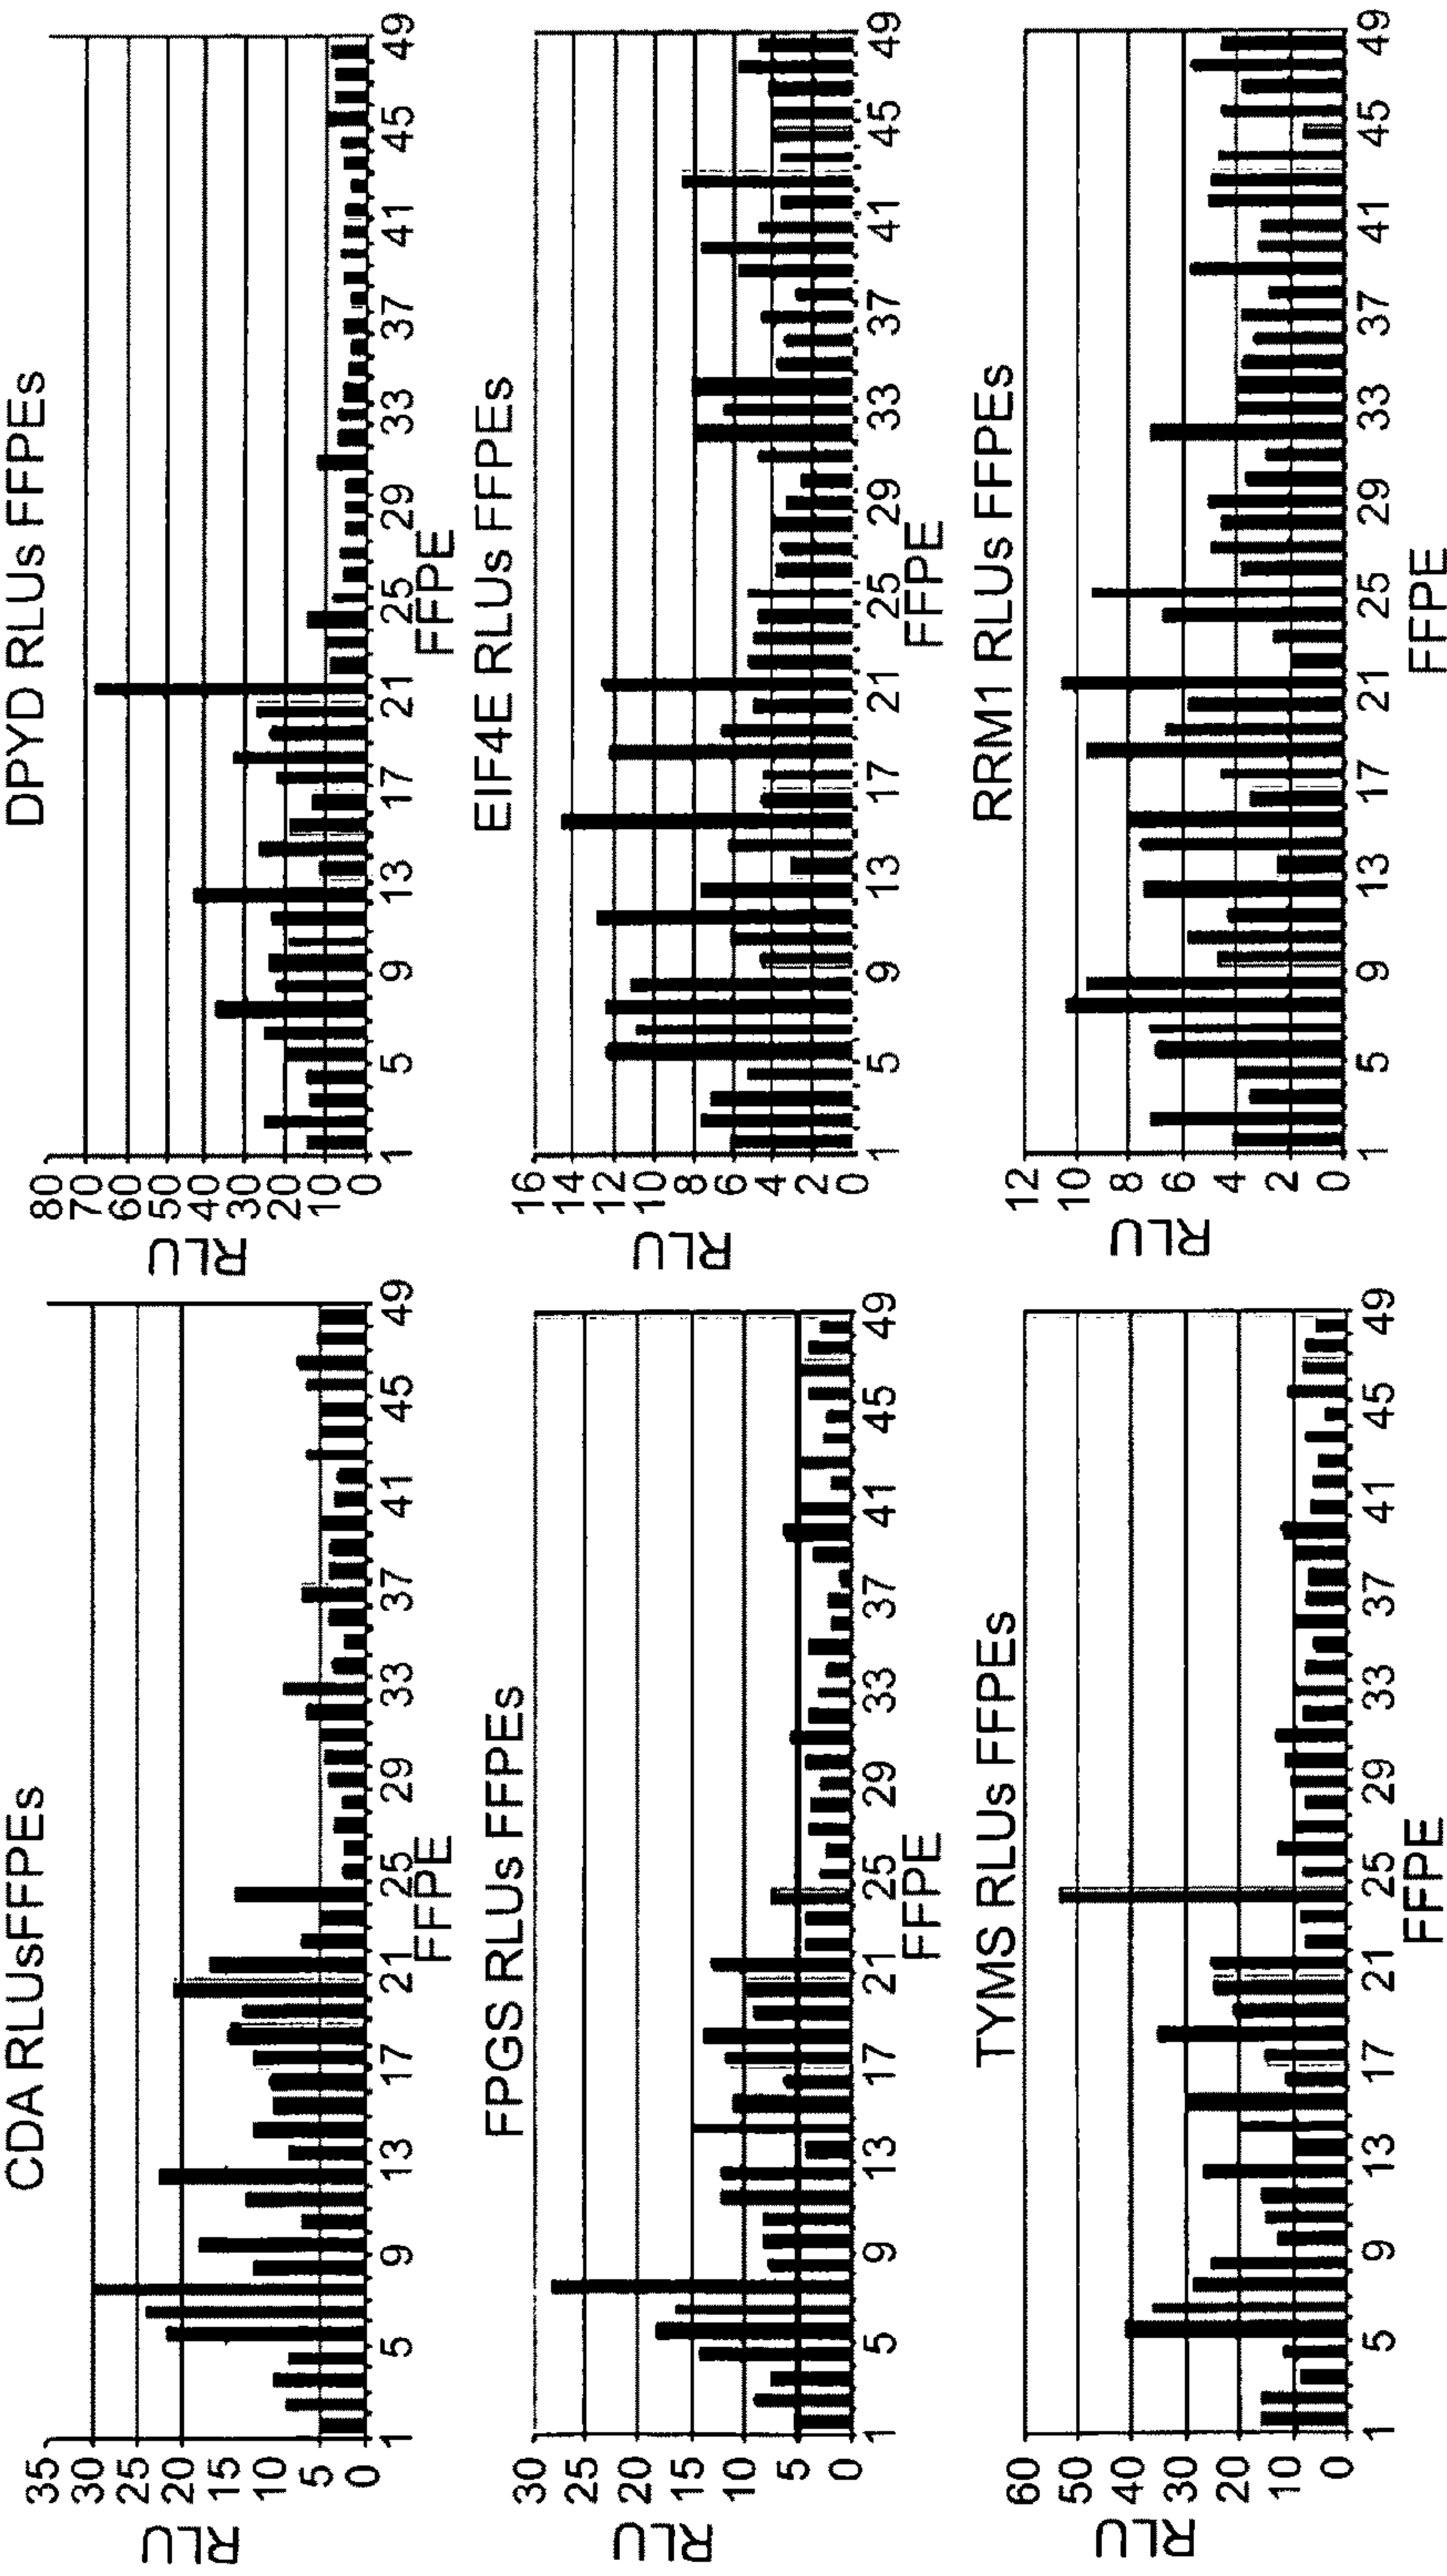 CDA RLUsFFPEs
RLU
35
30
25
20
15
10
5
0
1 5 9 13 17 21 25 29 33 37 41 45 49
FFPE
DPYD RLUs FFPEs
RLU
80
70
60
50
40
30
20
10
0
1 5 9 13 17 21 25 29 33 37 41 45 49
FFPE
FPGS RLUs FFPEs
RLU
30
25
20
15
10
5
0
1 5 9 13 17 21 25 29 33 37 41 45 49
FFPE
EIF4E RLUs FFPEs
RLU
16
14
12
10
8
6
4
2
0
1 5 9 13 17 21 25 29 33 37 41 45 49
FFPE
TYMS RLUs FFPEs
RLU
60
50
40
30
20
10
0
1 5 9 13 17 21 25 29 33 37 41 45 49
FFPE
RRM1 RLUs FFPEs
RLU
12
10
8
6
4
2
0
1 5 9 13 17 21 25 29 33 37 41 45 49
FFPE